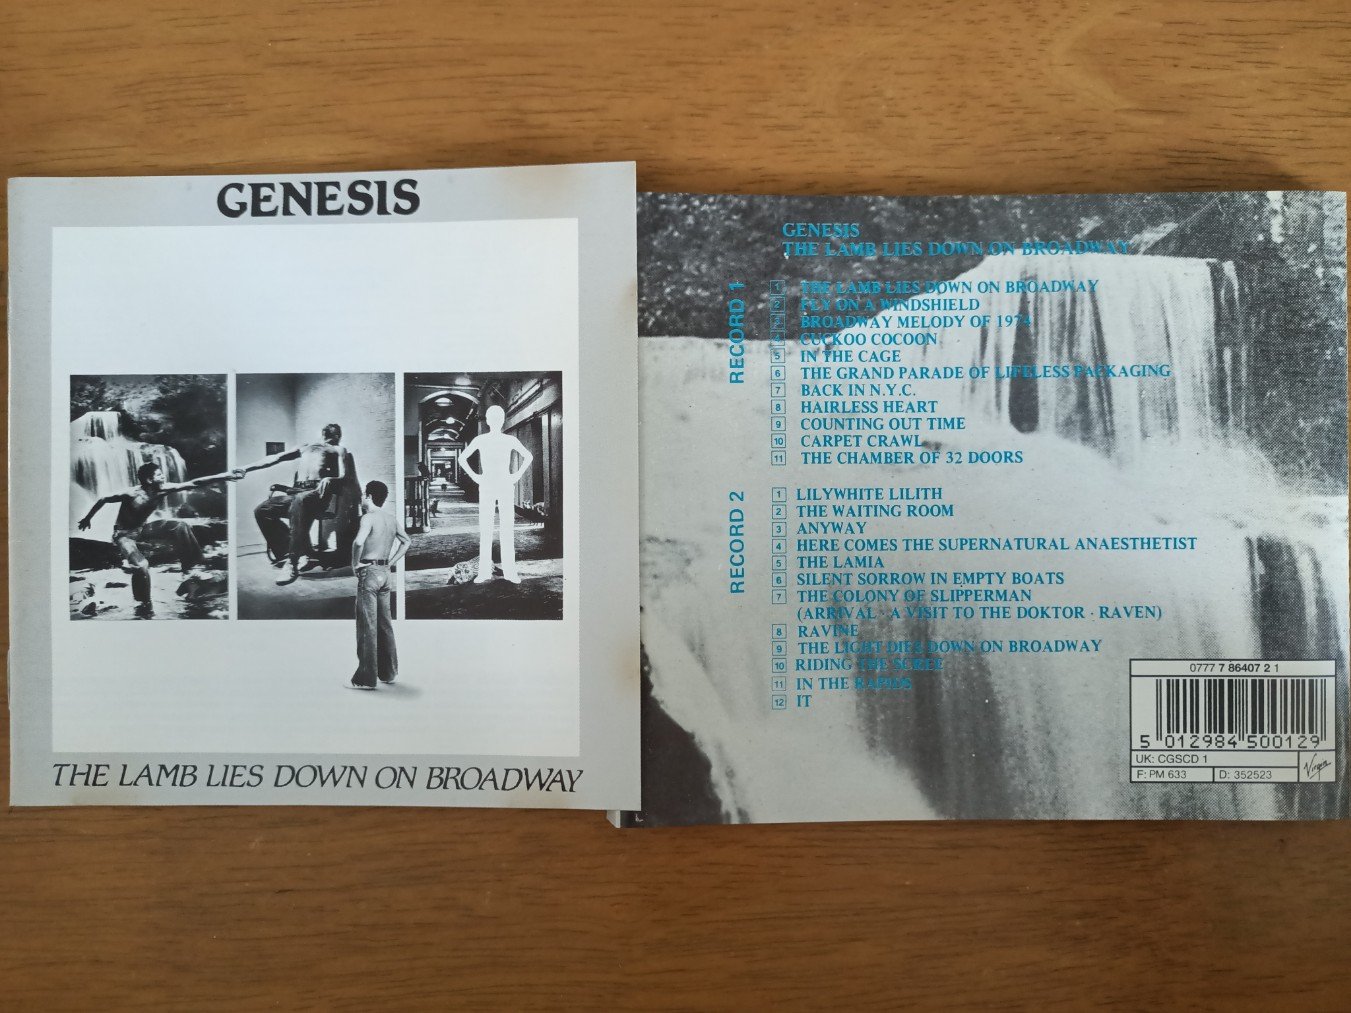 GENESIS
THE LAMB LIES DOWN ON BROADWAY
GENESIS
THE LAMB LIES DOWN ON BROADWAY
RECORD 1
1 THE LAMB LIES DOWN ON BROADWAY
2 FLY ON A WINDSHIELD
3 BROADWAY MELODY OF 1974
4 CUCKOO COCOON
5 IN THE CAGE
6 THE GRAND PARADE OF LIFELESS PACKAGING
7 BACK IN N.Y.C.
8 HAIRLESS HEART
9 COUNTING OUT TIME
10 CARPET CRAWL
11 THE CHAMBER OF 32 DOORS
RECORD 2
1 LILYWHITE LILITH
2 THE WAITING ROOM
3 ANYWAY
4 HERE COMES THE SUPERNATURAL ANAESTHETIST
5 THE LAMIA
6 SILENT SORROW IN EMPTY BOATS
7 THE COLONY OF SLIPPERMAN
(ARRIVAL · A VISIT TO THE DOKTOR · RAVEN)
8 RAVINE
9 THE LIGHT DIES DOWN ON BROADWAY
10 RIDING THE SCREE
11 IN THE RAPIDS
12 IT
0777 7 86407 2 1
5 012984 500129
UK: CGSCD 1
F: PM 633
D: 352523
Virgin